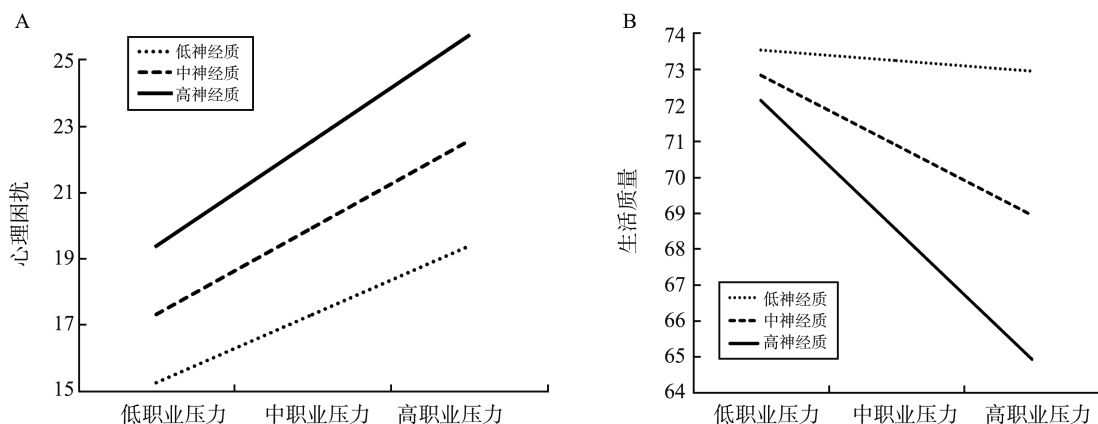 A
25
23
21
19
17
15
心理困扰
低神经质
中神经质
高神经质
低职业压力
中职业压力
高职业压力
B
74
73
72
71
70
69
68
67
66
65
64
生活质量
低神经质
中神经质
高神经质
低职业压力
中职业压力
高职业压力